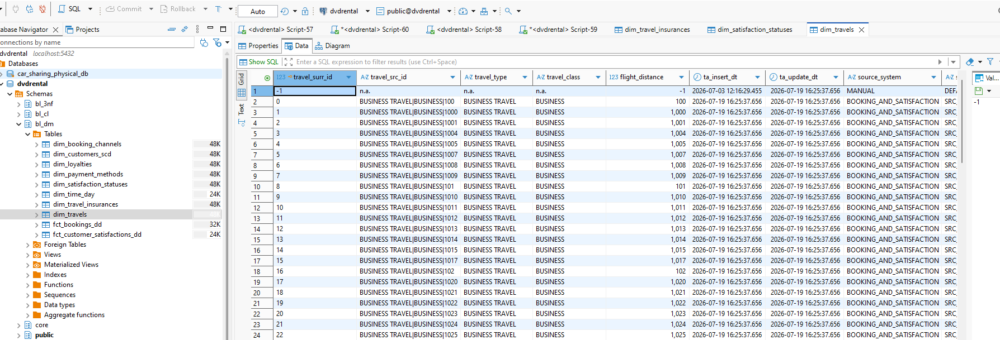 SQL Commit Rollback T Auto dvdrental public@dvdrental
Database Navigator Projects
<dvdrental> Script-57 *<dvdrental> Script-60 <dvdrental> Script-58 *<dvdrental> Script-59 dim_travel_insurances dim_satisfaction_statuses dim_travels
onnections by name
Properties Data Diagram
dvdrental localhost:5432
Databases
Show SQL Enter a SQL expression to filter results (use Ctrl+Space)
car_sharing_physical_db
dvdrental
Schemas
bl_3nf
bl_cl
bl_dm
Tables
dim_booking_channels 48K
dim_customers_scd 48K
dim_loyalties 48K
dim_payment_methods 48K
dim_satisfaction_statuses 48K
dim_time_day 24K
dim_travel_insurances 48K
dim_travels 48K
fct_bookings_dd 32K
fct_customer_satisfactions_dd 24K
Foreign Tables
Views
Materialized Views
Indexes
Functions
Sequences
Data types
Aggregate functions
core
public
Grid
Text
123 travel_surr_id A-Z travel_src_id A-Z travel_type A-Z travel_class 123 flight_distance ta_insert_dt ta_update_dt A-Z source_system A-Z s
1 -1 n.a. n.a. n.a. -1 2026-07-03 12:16:29.455 2026-07-19 16:25:37.656 MANUAL DEFA
2 0 BUSINESS TRAVEL|BUSINESS|100 BUSINESS TRAVEL BUSINESS 100 2026-07-19 16:25:37.656 2026-07-19 16:25:37.656 BOOKING_AND_SATISFACTION SRC_
3 1 BUSINESS TRAVEL|BUSINESS|1000 BUSINESS TRAVEL BUSINESS 1,000 2026-07-19 16:25:37.656 2026-07-19 16:25:37.656 BOOKING_AND_SATISFACTION SRC_
4 2 BUSINESS TRAVEL|BUSINESS|1001 BUSINESS TRAVEL BUSINESS 1,001 2026-07-19 16:25:37.656 2026-07-19 16:25:37.656 BOOKING_AND_SATISFACTION SRC_
5 3 BUSINESS TRAVEL|BUSINESS|1004 BUSINESS TRAVEL BUSINESS 1,004 2026-07-19 16:25:37.656 2026-07-19 16:25:37.656 BOOKING_AND_SATISFACTION SRC_
6 4 BUSINESS TRAVEL|BUSINESS|1005 BUSINESS TRAVEL BUSINESS 1,005 2026-07-19 16:25:37.656 2026-07-19 16:25:37.656 BOOKING_AND_SATISFACTION SRC_
7 5 BUSINESS TRAVEL|BUSINESS|1007 BUSINESS TRAVEL BUSINESS 1,007 2026-07-19 16:25:37.656 2026-07-19 16:25:37.656 BOOKING_AND_SATISFACTION SRC_
8 6 BUSINESS TRAVEL|BUSINESS|1008 BUSINESS TRAVEL BUSINESS 1,008 2026-07-19 16:25:37.656 2026-07-19 16:25:37.656 BOOKING_AND_SATISFACTION SRC_
9 7 BUSINESS TRAVEL|BUSINESS|1009 BUSINESS TRAVEL BUSINESS 1,009 2026-07-19 16:25:37.656 2026-07-19 16:25:37.656 BOOKING_AND_SATISFACTION SRC_
10 8 BUSINESS TRAVEL|BUSINESS|101 BUSINESS TRAVEL BUSINESS 101 2026-07-19 16:25:37.656 2026-07-19 16:25:37.656 BOOKING_AND_SATISFACTION SRC_
11 9 BUSINESS TRAVEL|BUSINESS|1010 BUSINESS TRAVEL BUSINESS 1,010 2026-07-19 16:25:37.656 2026-07-19 16:25:37.656 BOOKING_AND_SATISFACTION SRC_
12 10 BUSINESS TRAVEL|BUSINESS|1011 BUSINESS TRAVEL BUSINESS 1,011 2026-07-19 16:25:37.656 2026-07-19 16:25:37.656 BOOKING_AND_SATISFACTION SRC_
13 11 BUSINESS TRAVEL|BUSINESS|1012 BUSINESS TRAVEL BUSINESS 1,012 2026-07-19 16:25:37.656 2026-07-19 16:25:37.656 BOOKING_AND_SATISFACTION SRC_
14 12 BUSINESS TRAVEL|BUSINESS|1013 BUSINESS TRAVEL BUSINESS 1,013 2026-07-19 16:25:37.656 2026-07-19 16:25:37.656 BOOKING_AND_SATISFACTION SRC_
15 13 BUSINESS TRAVEL|BUSINESS|1014 BUSINESS TRAVEL BUSINESS 1,014 2026-07-19 16:25:37.656 2026-07-19 16:25:37.656 BOOKING_AND_SATISFACTION SRC_
16 14 BUSINESS TRAVEL|BUSINESS|1015 BUSINESS TRAVEL BUSINESS 1,015 2026-07-19 16:25:37.656 2026-07-19 16:25:37.656 BOOKING_AND_SATISFACTION SRC_
17 15 BUSINESS TRAVEL|BUSINESS|1017 BUSINESS TRAVEL BUSINESS 1,017 2026-07-19 16:25:37.656 2026-07-19 16:25:37.656 BOOKING_AND_SATISFACTION SRC_
18 16 BUSINESS TRAVEL|BUSINESS|102 BUSINESS TRAVEL BUSINESS 102 2026-07-19 16:25:37.656 2026-07-19 16:25:37.656 BOOKING_AND_SATISFACTION SRC_
19 17 BUSINESS TRAVEL|BUSINESS|1020 BUSINESS TRAVEL BUSINESS 1,020 2026-07-19 16:25:37.656 2026-07-19 16:25:37.656 BOOKING_AND_SATISFACTION SRC_
20 18 BUSINESS TRAVEL|BUSINESS|1021 BUSINESS TRAVEL BUSINESS 1,021 2026-07-19 16:25:37.656 2026-07-19 16:25:37.656 BOOKING_AND_SATISFACTION SRC_
21 19 BUSINESS TRAVEL|BUSINESS|1022 BUSINESS TRAVEL BUSINESS 1,022 2026-07-19 16:25:37.656 2026-07-19 16:25:37.656 BOOKING_AND_SATISFACTION SRC_
22 20 BUSINESS TRAVEL|BUSINESS|1023 BUSINESS TRAVEL BUSINESS 1,023 2026-07-19 16:25:37.656 2026-07-19 16:25:37.656 BOOKING_AND_SATISFACTION SRC_
23 21 BUSINESS TRAVEL|BUSINESS|1024 BUSINESS TRAVEL BUSINESS 1,024 2026-07-19 16:25:37.656 2026-07-19 16:25:37.656 BOOKING_AND_SATISFACTION SRC_
24 22 BUSINESS TRAVEL|BUSINESS|1025 BUSINESS TRAVEL BUSINESS 1,025 2026-07-19 16:25:37.656 2026-07-19 16:25:37.656 BOOKING_AND_SATISFACTION SRC_
Val...
-1